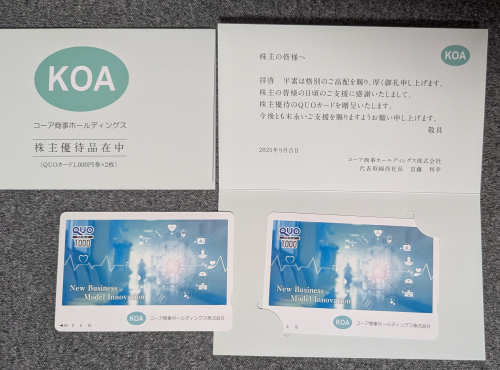 KOA
コーア商事ホールディングス
株主優待品在中
(QUOカード1,000円券×2枚)
KOA
株主の皆様へ
拝啓　平素は格別のご高配を賜り、厚く御礼申し上げます。
株主の皆様の日頃のご支援に感謝いたしまして、
株主優待のQUOカードを贈呈いたします。
今後とも末永いご支援を賜りますようお願い申し上げます。
敬具
2025年9月吉日
コーア商事ホールディングス株式会社
代表取締役社長　首藤　利幸
QUO
1000
New Business
Model Innovation
KOA
コーア商事ホールディングス株式会社
QUO
1000
New Business
Model Innovation
KOA
コーア商事ホールディングス株式会社